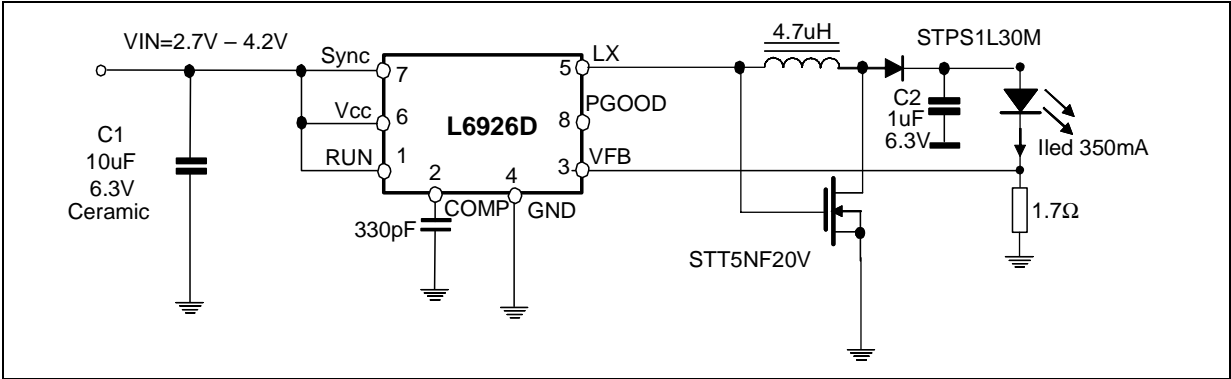 VIN=2.7V – 4.2V
C1
10uF
6.3V
Ceramic
Sync
7
Vcc
6
RUN
1
L6926D
5
LX
PGOOD
8
3
VFB
2
COMP
4
GND
330pF
4.7uH
STPS1L30M
C2
1uF
6.3V
Iled 350mA
1.7Ω
STT5NF20V